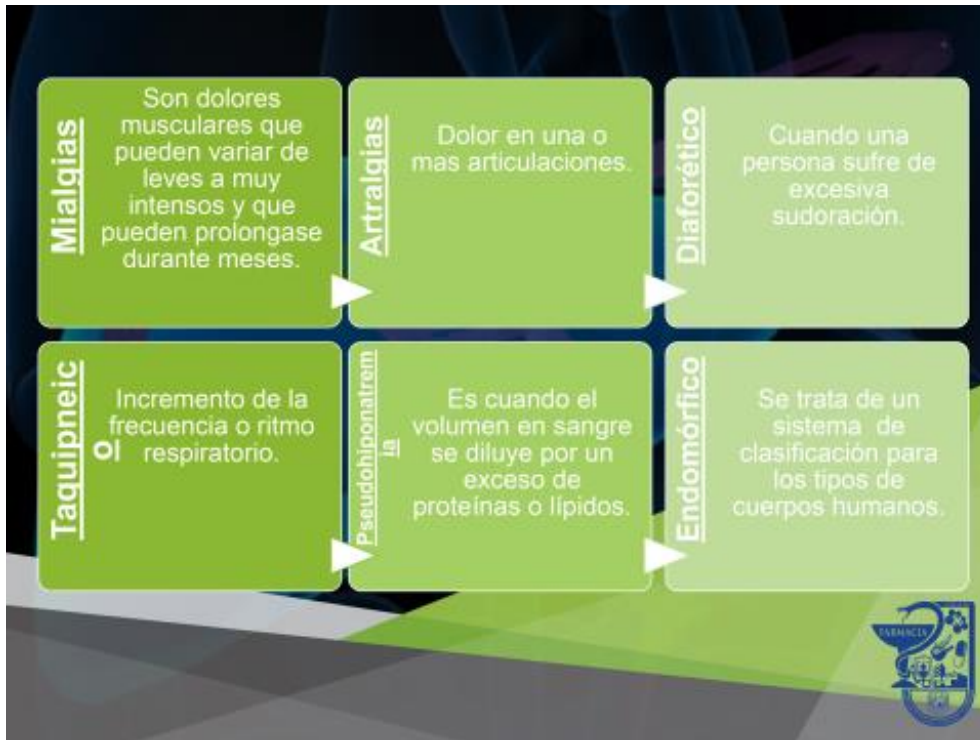 Mialgias
Son dolores
musculares que
pueden variar de
leves a muy
intensos y que
pueden prolongase
durante meses.
Artralgias
Dolor en una o
mas articulaciones.
Diaforético
Cuando una
persona sufre de
excesiva
sudoración.
Taquipneic
o
Incremento de la
frecuencia o ritmo
respiratorio.
Pseudohiponatrem
ia
Es cuando el
volumen en sangre
se diluye por un
exceso de
proteínas o lípidos.
Endomórfico
Se trata de un
sistema de
clasificación para
los tipos de
cuerpos humanos.
FARMACIA